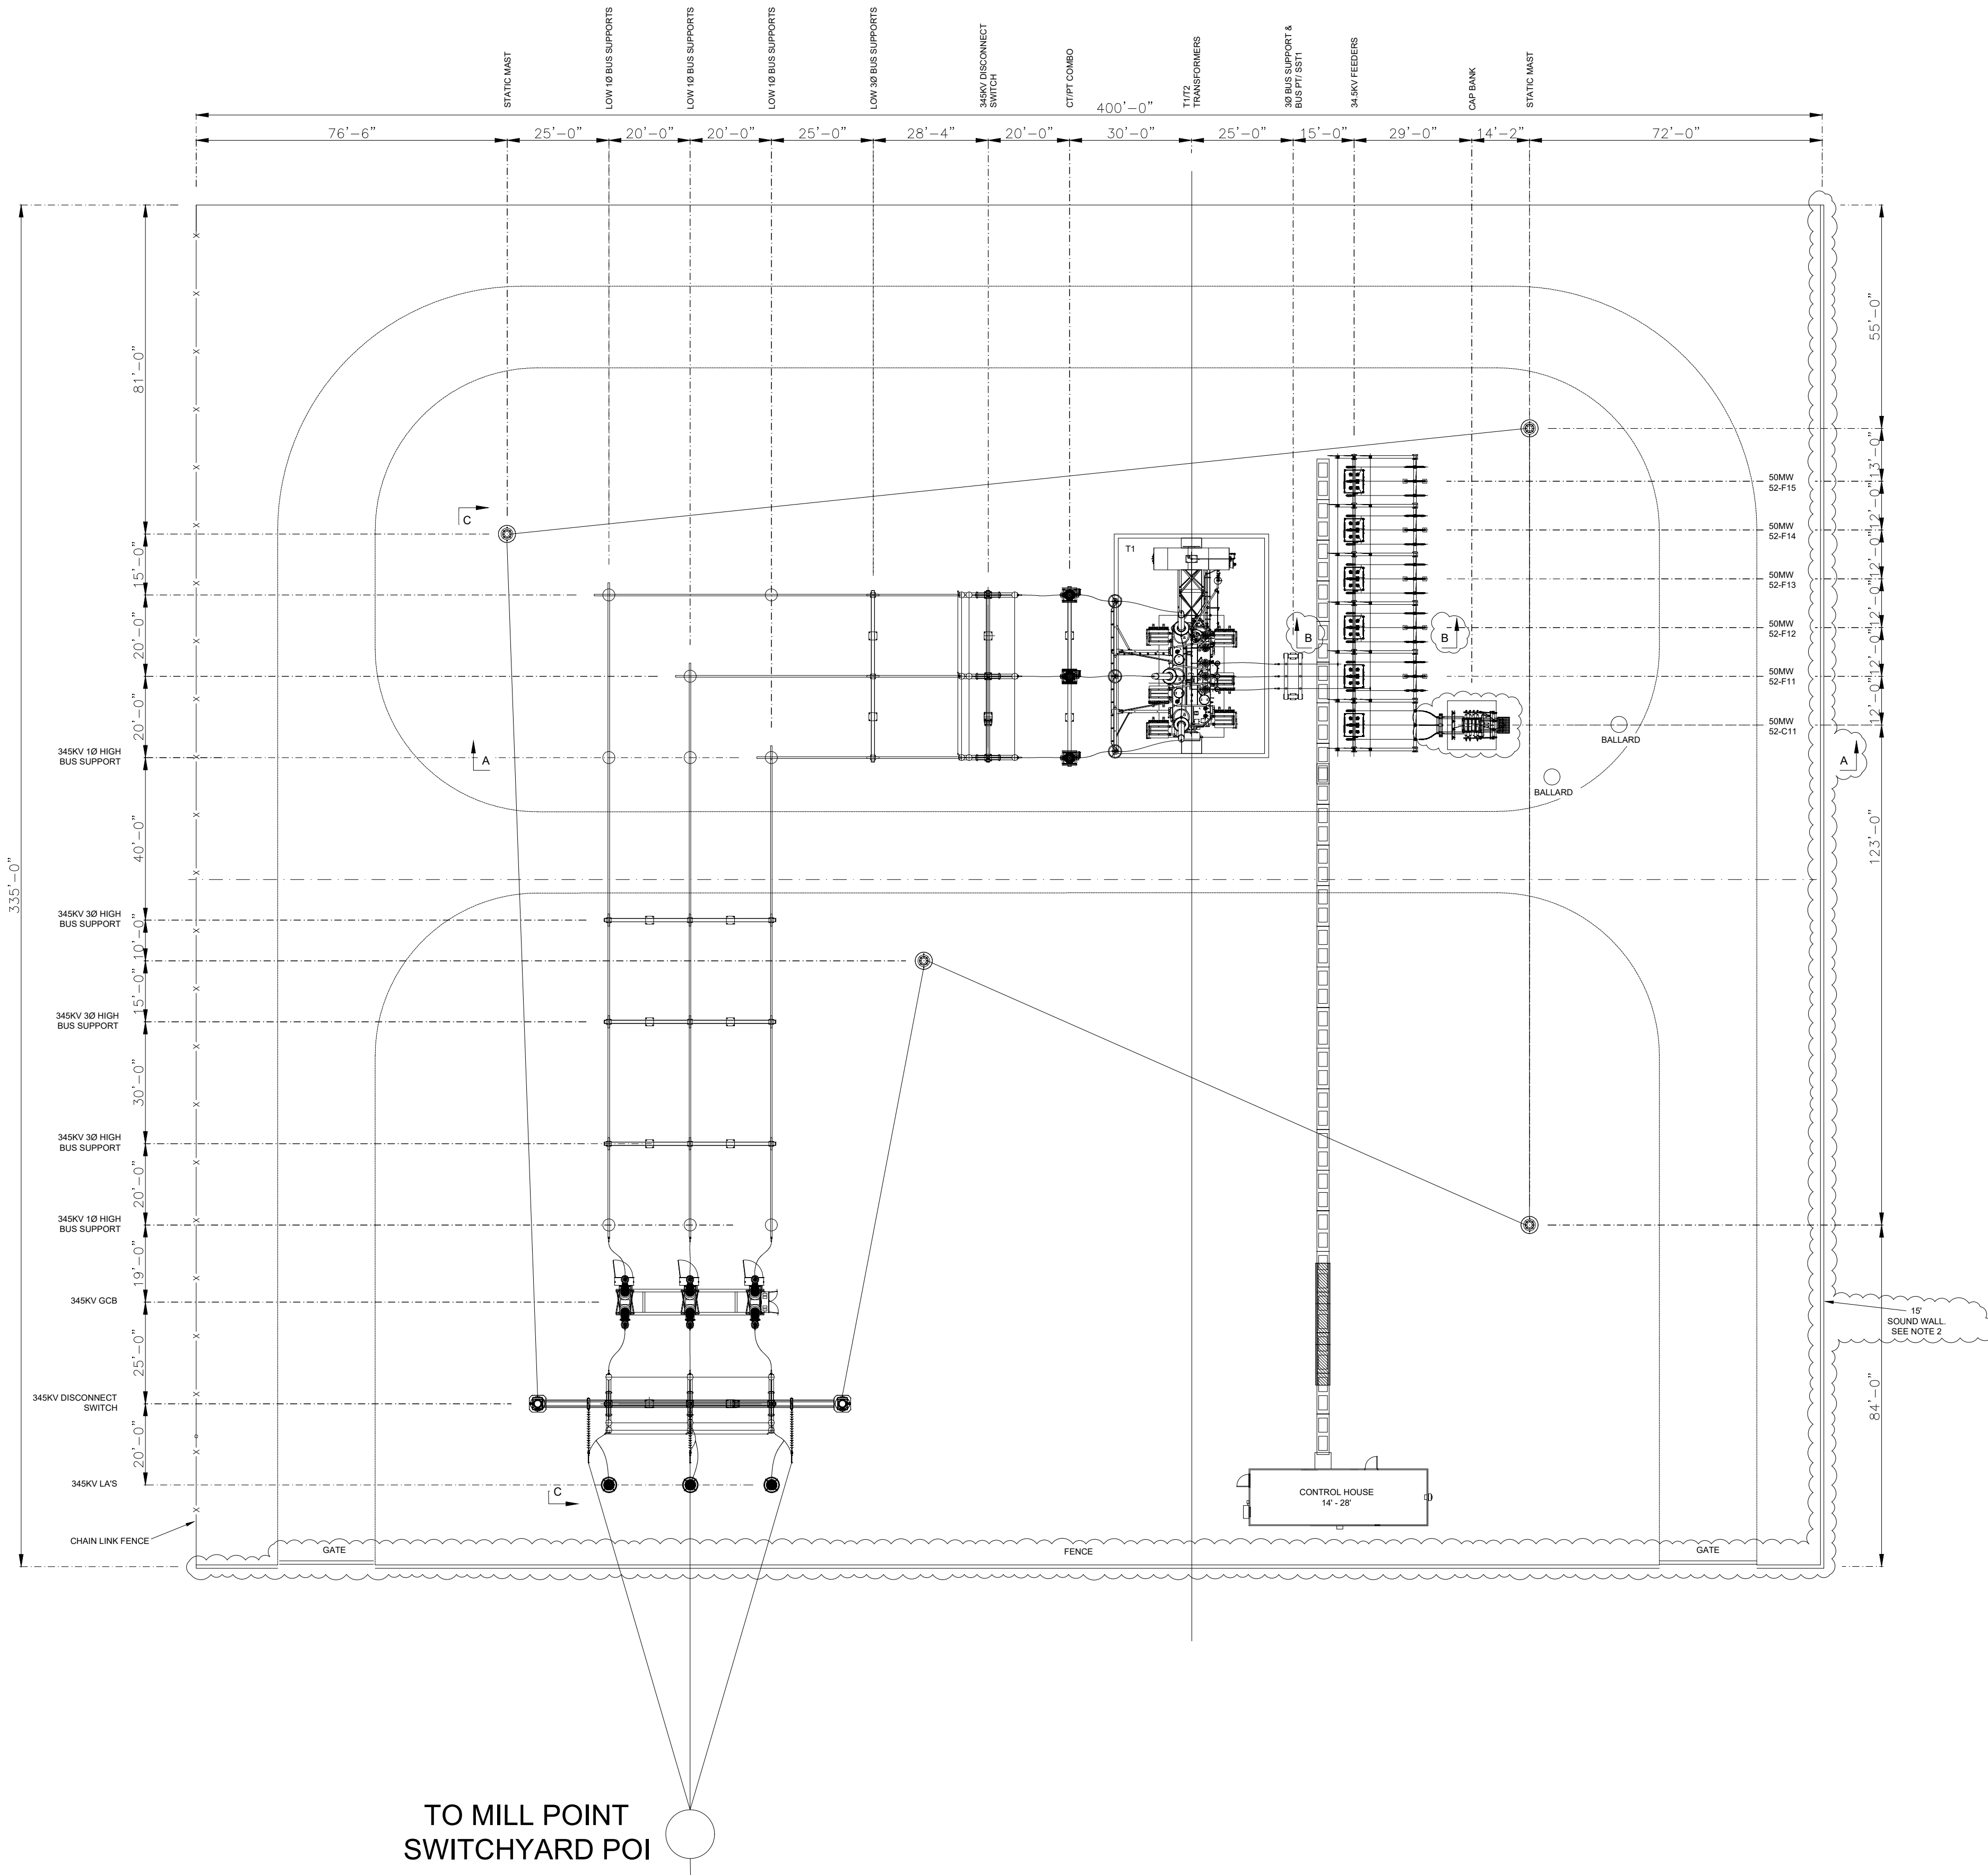 STATIC MAST
LOW 1Ø BUS SUPPORTS
LOW 1Ø BUS SUPPORTS
LOW 1Ø BUS SUPPORTS
LOW 3Ø BUS SUPPORTS
345KV DISCONNECT
SWITCH
CT/PT COMBO
T1/T2
TRANSFORMERS
3Ø BUS SUPPORT &
BUS PT/ SST1
34.5KV FEEDERS
CAP BANK
STATIC MAST
400'-0"
76'-6"
25'-0"
20'-0"
20'-0"
25'-0"
28'-4"
20'-0"
30'-0"
25'-0"
15'-0"
29'-0"
14'-2"
72'-0"
335'-0"
81'-0"
15'-0"
20'-0"
20'-0"
345KV 1Ø HIGH
BUS SUPPORT
40'-0"
345KV 3Ø HIGH
BUS SUPPORT
10'-0"
15'-0"
345KV 3Ø HIGH
BUS SUPPORT
30'-0"
345KV 3Ø HIGH
BUS SUPPORT
20'-0"
345KV 1Ø HIGH
BUS SUPPORT
19'-0"
345KV GCB
25'-0"
345KV DISCONNECT
SWITCH
20'-0"
345KV LA'S
CHAIN LINK FENCE
C
A
C
T1
B
B
BALLARD
BALLARD
A
50MW
52-F15
50MW
52-F14
50MW
52-F13
50MW
52-F12
50MW
52-F11
50MW
52-C11
55'-0"
13'-0"
12'-0"
12'-0"
12'-0"
12'-0"
12'-0"
123'-0"
84'-0"
15'
SOUND WALL.
SEE NOTE 2
CONTROL HOUSE
14' - 28'
GATE
FENCE
GATE
TO MILL POINT
SWITCHYARD POI